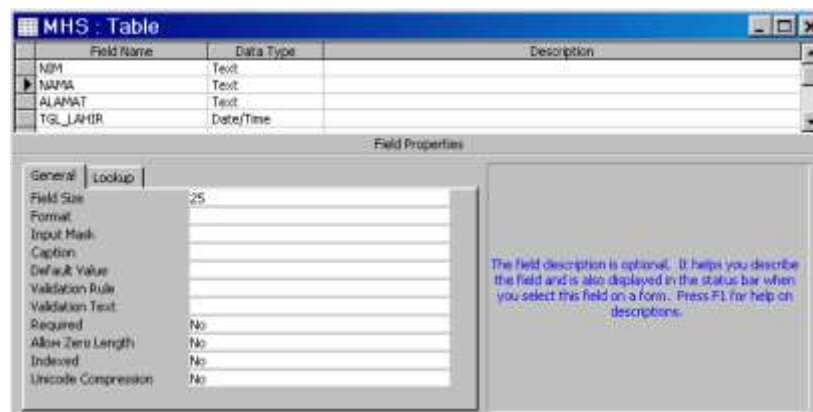 MHS : Table
Field Name Data Type Description
NIM Text
NAMA Text
ALAMAT Text
TGL_LAHIR Date/Time
Field Properties
General Lookup
Field Size 25
Format
Input Mask
Caption
Default Value
Validation Rule
Validation Text
Required No
Allow Zero Length No
Indexed No
Unicode Compression No
The field description is optional. It helps you describe
the field and is also displayed in the status bar when
you select this field on a form. Press F1 for help on
descriptions.